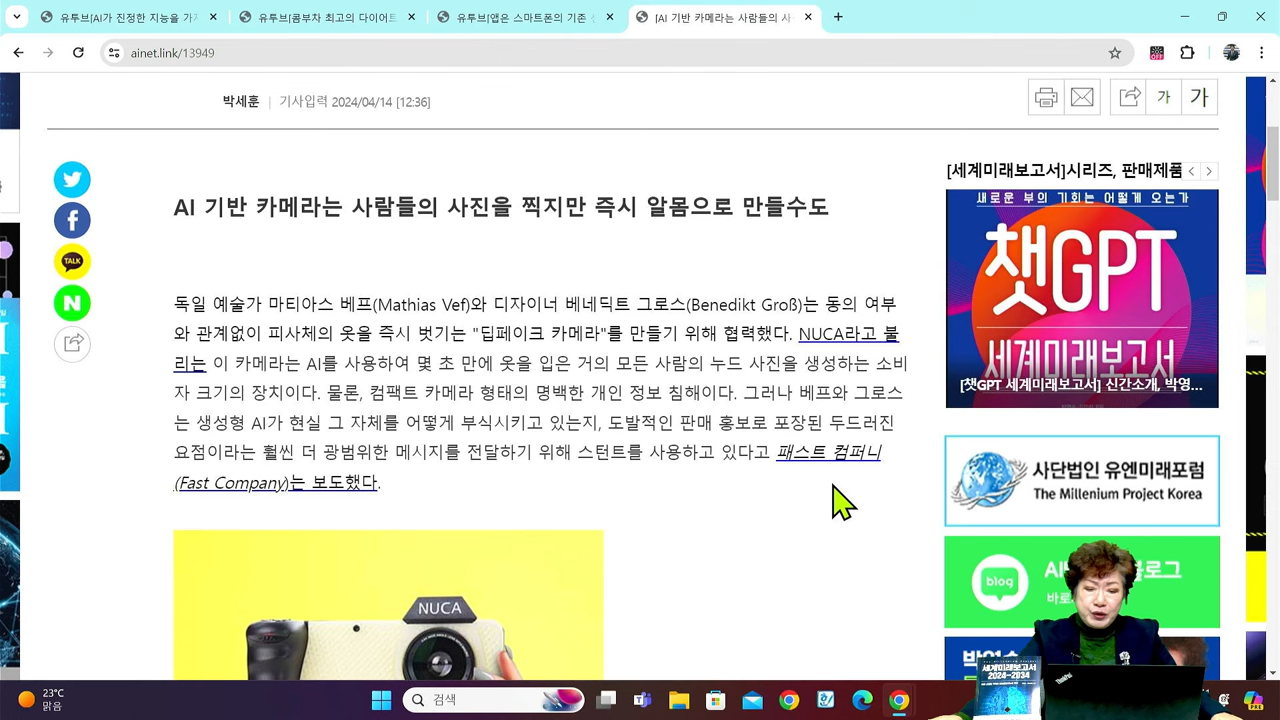 유투브[AI가 진정한 지능을 가지
유투브[콤부차 최고의 다이어트
유투브[앱은 스마트폰의 기존
[AI 기반 카메라는 사람들의 사
ainet.link/13949
박세훈 | 기사입력 2024/04/14 [12:36]
가 가
[세계미래보고서]시리즈, 판매제품
AI 기반 카메라는 사람들의 사진을 찍지만 즉시 알몸으로 만들수도
새로운 부의 기회는 어떻게 오는가
챗GPT
세계미래보고서
[챗GPT 세계미래보고서] 신간소개, 박영...
TALK
N
독일 예술가 마티아스 베프(Mathias Vef)와 디자이너 베네딕트 그로스(Benedikt Groß)는 동의 여부
와 관계없이 피사체의 옷을 즉시 벗기는 "딥페이크 카메라"를 만들기 위해 협력했다. NUCA라고 불
리는 이 카메라는 AI를 사용하여 몇 초 만에 옷을 입은 거의 모든 사람의 누드 사진을 생성하는 소비
자 크기의 장치이다. 물론, 컴팩트 카메라 형태의 명백한 개인 정보 침해이다. 그러나 베프와 그로스
는 생성형 AI가 현실 그 자체를 어떻게 부식시키고 있는지, 도발적인 판매 홍보로 포장된 두드러진
요점이라는 훨씬 더 광범위한 메시지를 전달하기 위해 스턴트를 사용하고 있다고 패스트 컴퍼니
(Fast Company)는 보도했다.
사단법인 유엔미래포럼
The Millenium Project Korea
blog
AI
로그
바로
박영
NUCA
세계미래보고서
2024-2034
ThinkPad
23°C
맑음
검색